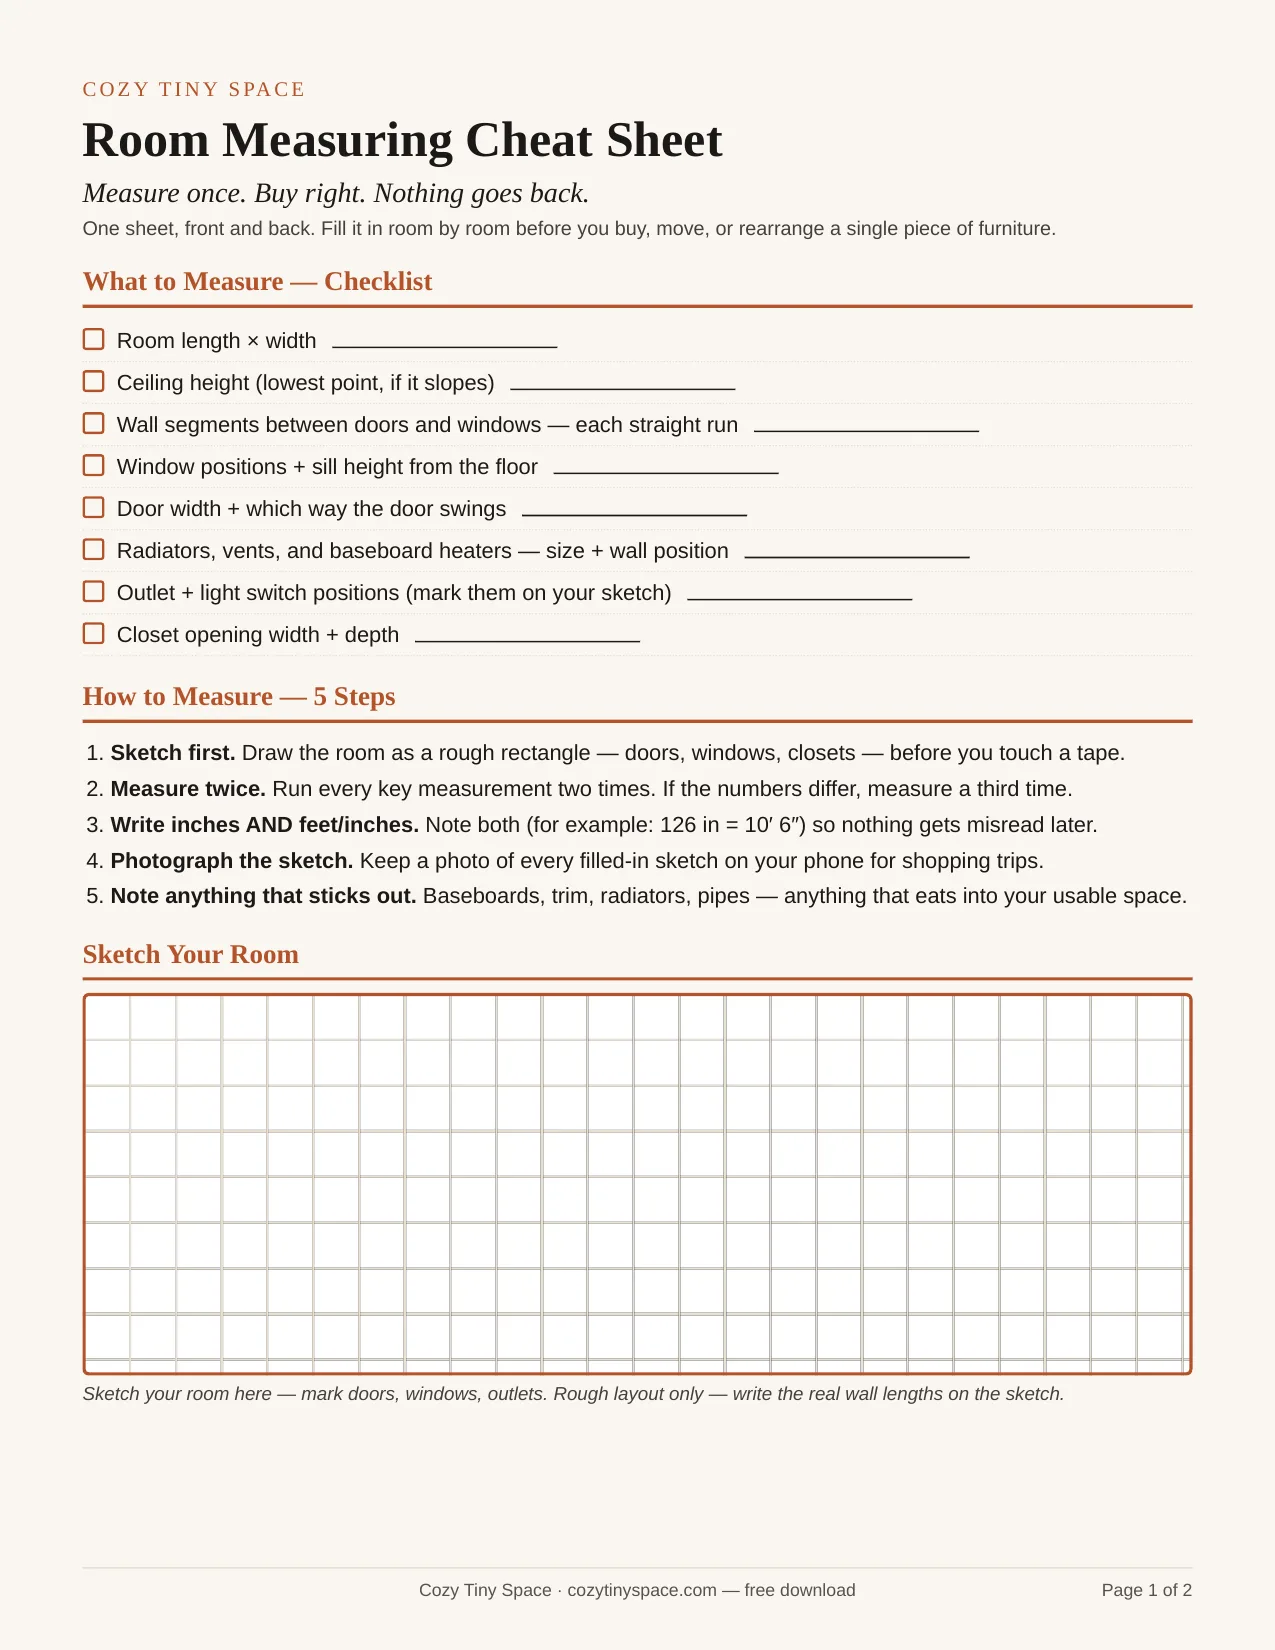 COZY TINY SPACE
Room Measuring Cheat Sheet
Measure once. Buy right. Nothing goes back.
One sheet, front and back. Fill it in room by room before you buy, move, or rearrange a single piece of furniture.
What to Measure — Checklist
Room length × width
Ceiling height (lowest point, if it slopes)
Wall segments between doors and windows — each straight run
Window positions + sill height from the floor
Door width + which way the door swings
Radiators, vents, and baseboard heaters — size + wall position
Outlet + light switch positions (mark them on your sketch)
Closet opening width + depth
How to Measure — 5 Steps
1. Sketch first. Draw the room as a rough rectangle — doors, windows, closets — before you touch a tape.
2. Measure twice. Run every key measurement two times. If the numbers differ, measure a third time.
3. Write inches AND feet/inches. Note both (for example: 126 in = 10′ 6″) so nothing gets misread later.
4. Photograph the sketch. Keep a photo of every filled-in sketch on your phone for shopping trips.
5. Note anything that sticks out. Baseboards, trim, radiators, pipes — anything that eats into your usable space.
Sketch Your Room
Sketch your room here — mark doors, windows, outlets. Rough layout only — write the real wall lengths on the sketch.
Cozy Tiny Space · cozytinyspace.com — free download
Page 1 of 2